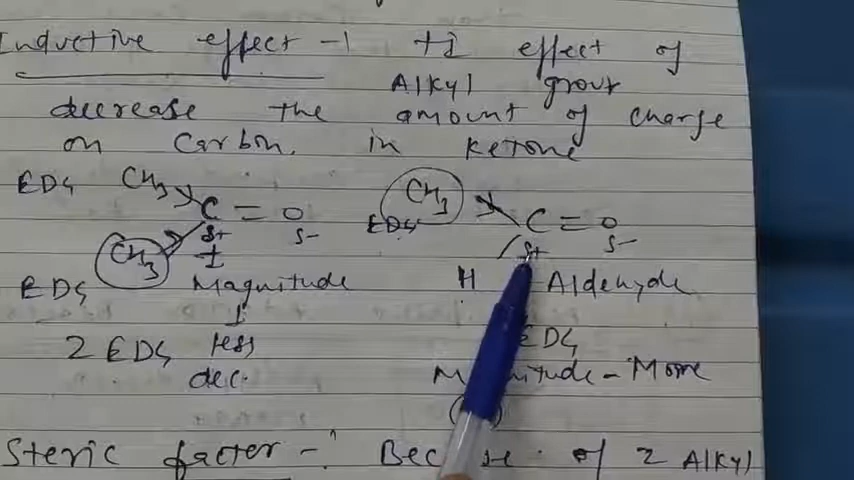 Inductive effect - +I effect of
Alkyl group
decrease the amount of charge
on Carbon in Ketone
EDG CH3 C = O CH3 C = O
EDG
δ+ δ- δ+ δ-
CH3
EDG Magnitude H Aldehyde
2 EDG less EDG
dec. Magnitude - More
Steric factor - Because of 2 Alkyl